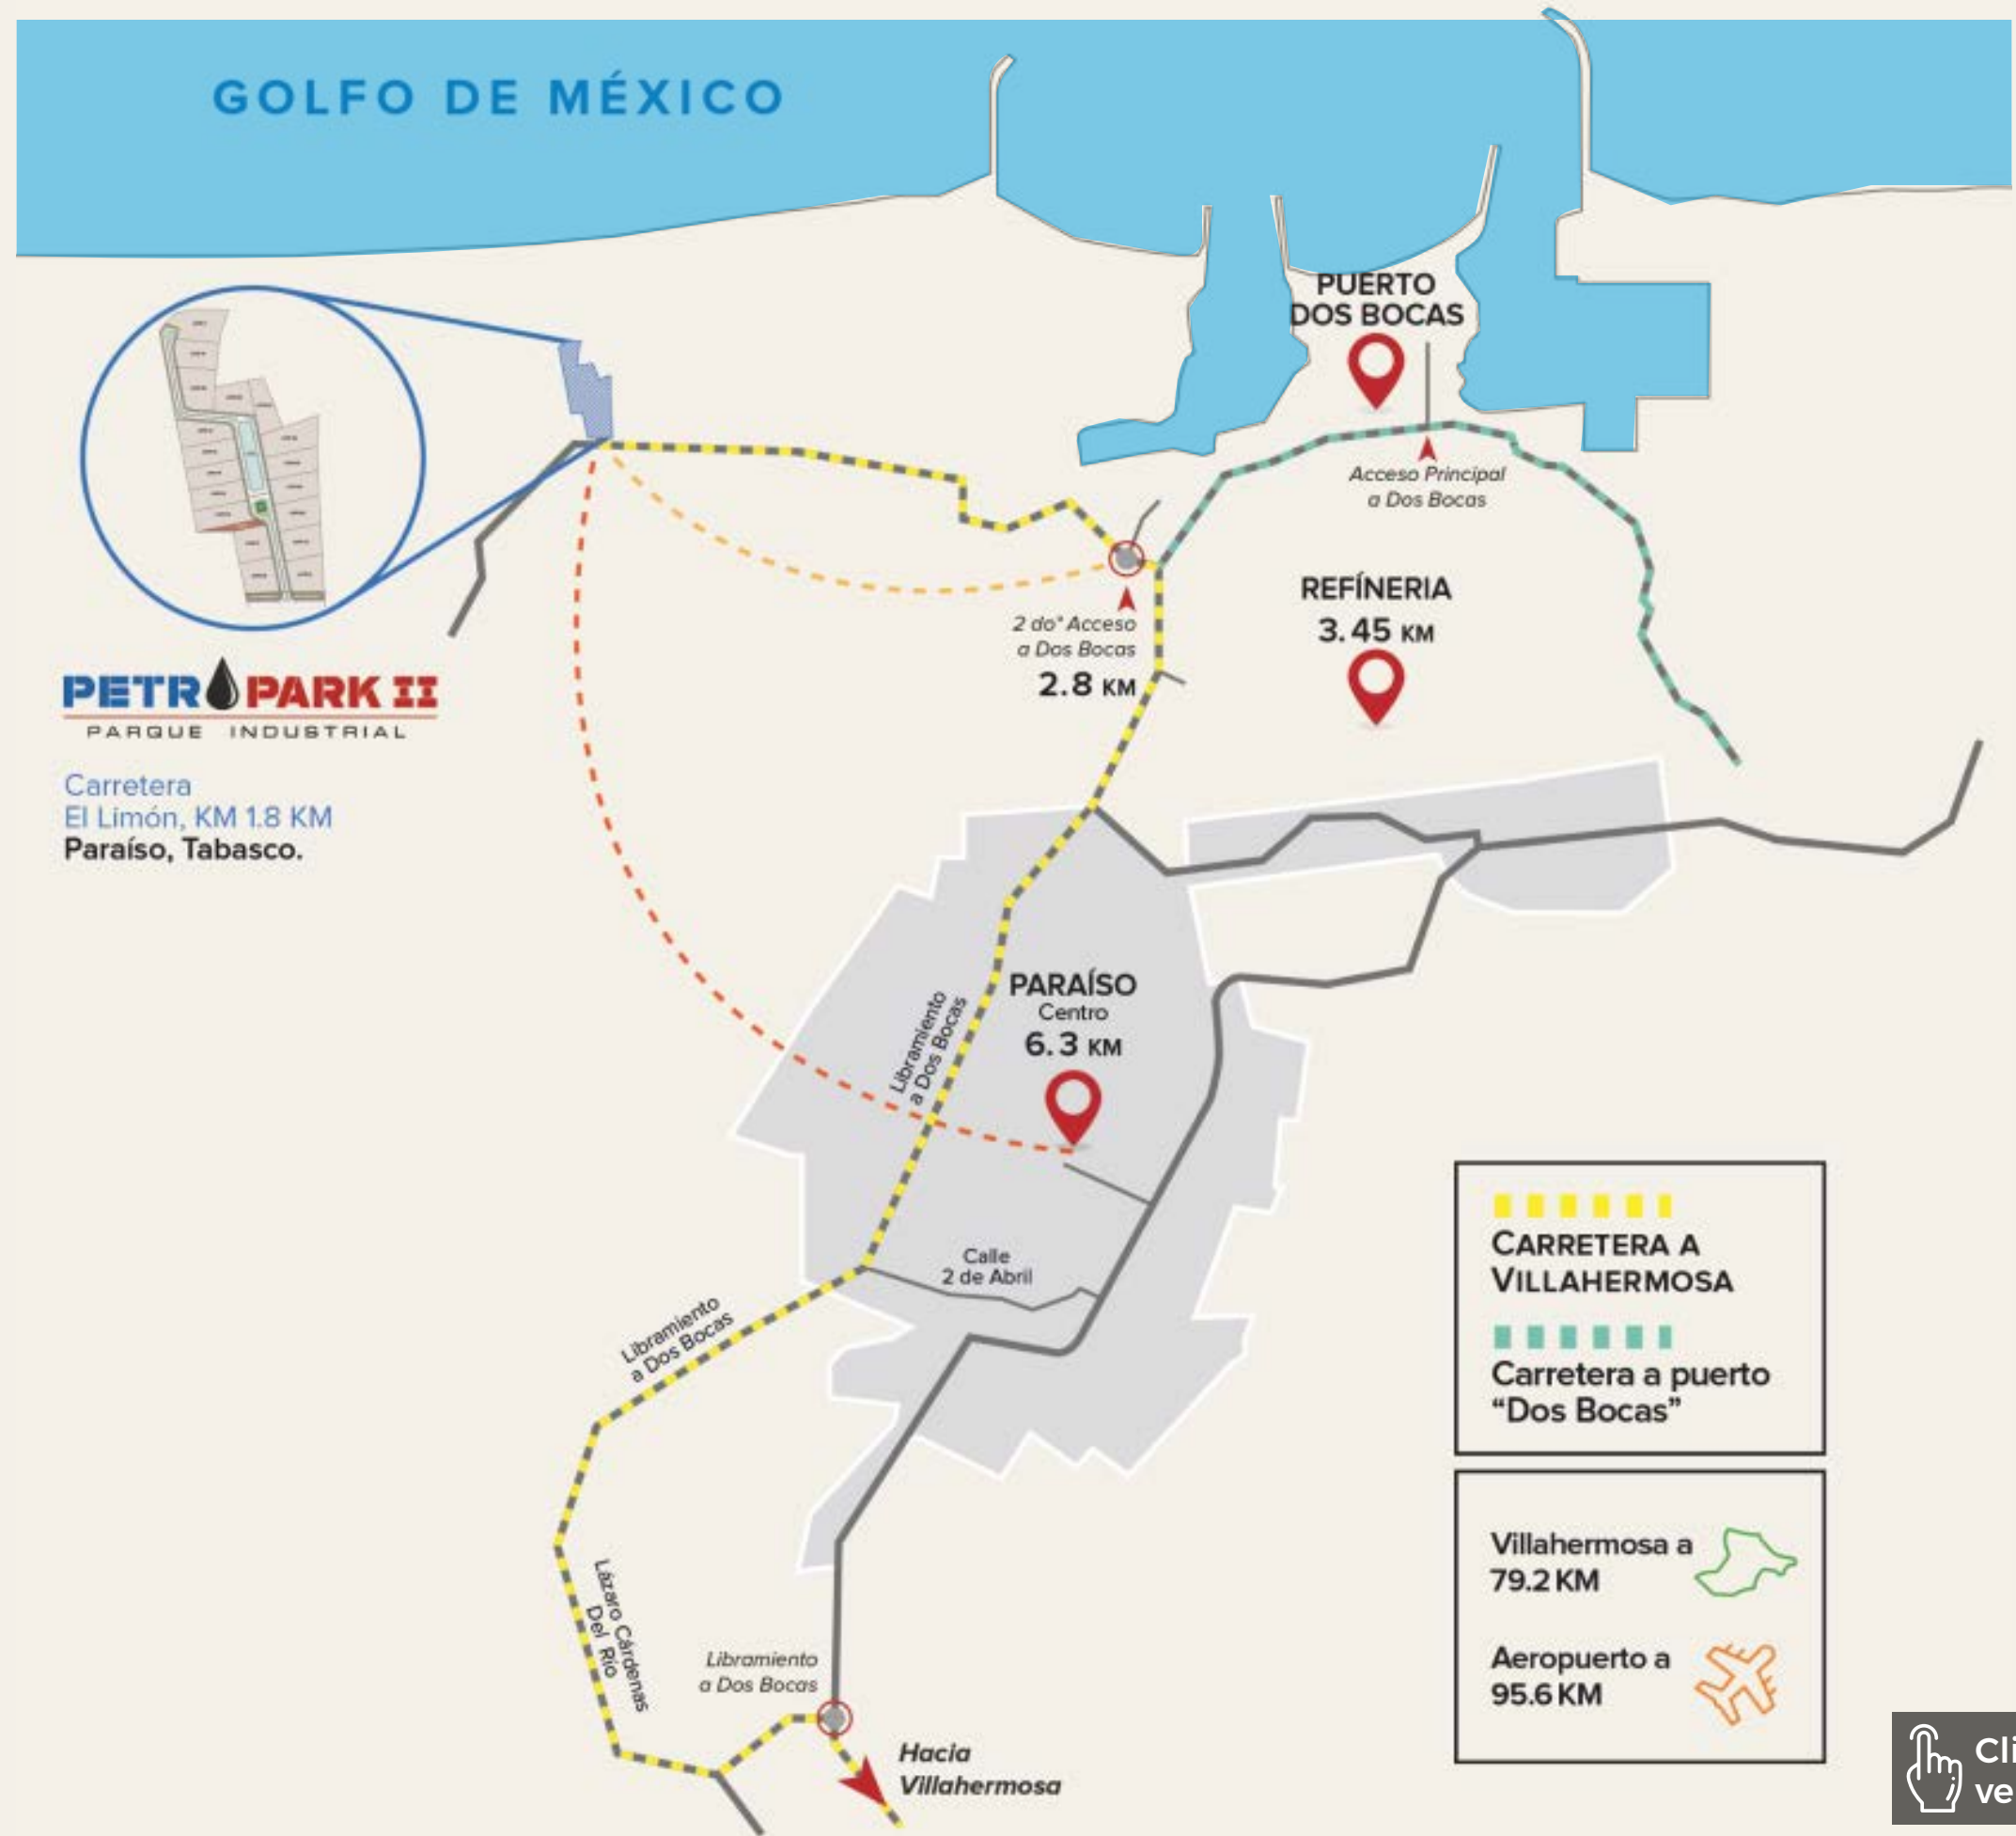 GOLFO DE MÉXICO
PUERTO
DOS BOCAS
Acceso Principal
a Dos Bocas
REFÍNERIA
3.45 KM
2 do° Acceso
a Dos Bocas
2.8 KM
PETROPARK II
PARQUE INDUSTRIAL
Carretera
El Limón, KM 1.8 KM
Paraíso, Tabasco.
PARAÍSO
Centro
6.3 KM
Libramiento
a Dos Bocas
Calle
2 de Abril
Libramiento
a Dos Bocas
Lázaro Cárdenas
Del Río
Libramiento
a Dos Bocas
Hacia
Villahermosa
CARRETERA A
VILLAHERMOSA
Carretera a puerto
“Dos Bocas”
Villahermosa a
79.2 KM
Aeropuerto a
95.6 KM